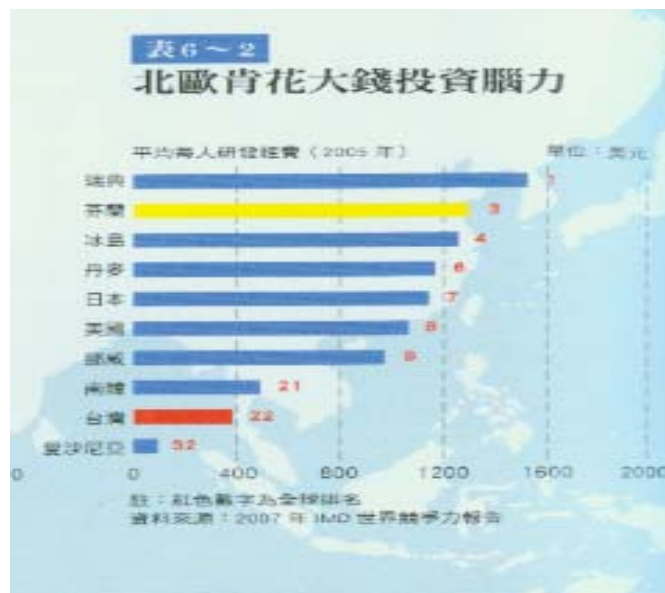 表6~2
北歐肯花大錢投資腦力
平均每人研發經費(2005年) 單位:美元
瑞典 1
芬蘭 3
冰島 4
丹麥 6
日本 7
美國 8
挪威 9
南韓 21
台灣 22
愛沙尼亞 32
0 0 400 800 1200 1600 2000
註:紅色數字為全球排名
資料來源:2007年IMD世界競爭力報告